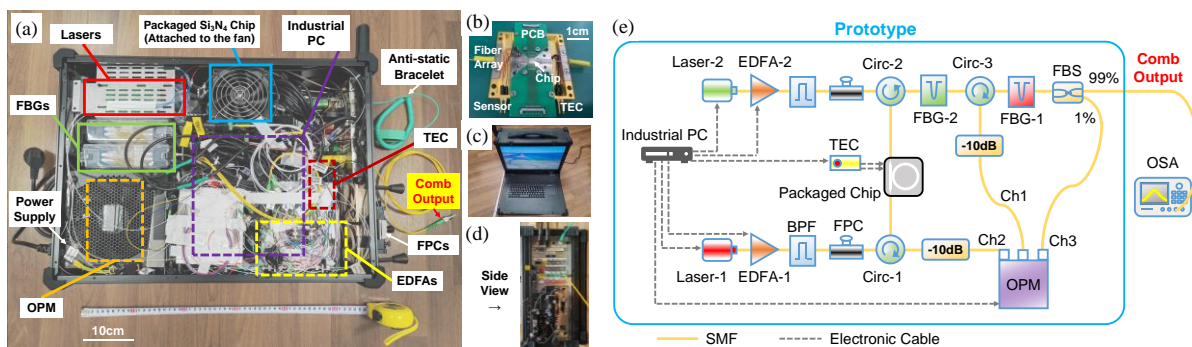 (a)
Lasers
Packaged Si₃N₄ Chip
(Attached to the fan)
Industrial
PC
Anti-static
Bracelet
FBGs
TEC
Comb
Output
Power
Supply
FPCs
EDFAs
OPM
10cm
(b)
PCB
1cm
Fiber
Array
Chip
Sensor
TEC
(c)
(d)
Side
View
→
(e)
Prototype
Laser-2
EDFA-2
Circ-2
Circ-3
FBS
99%
Comb
Output
1%
FBG-2
FBG-1
Industrial PC
TEC
-10dB
OSA
Packaged Chip
Ch1
BPF
FPC
Ch2
Ch3
-10dB
Laser-1
EDFA-1
Circ-1
OPM
SMF
Electronic Cable